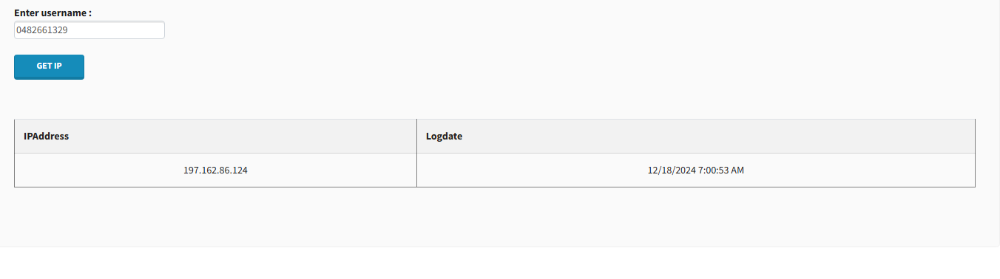 Enter username :
0482661329
GET IP
IPAddress Logdate
197.162.86.124 12/18/2024 7:00:53 AM